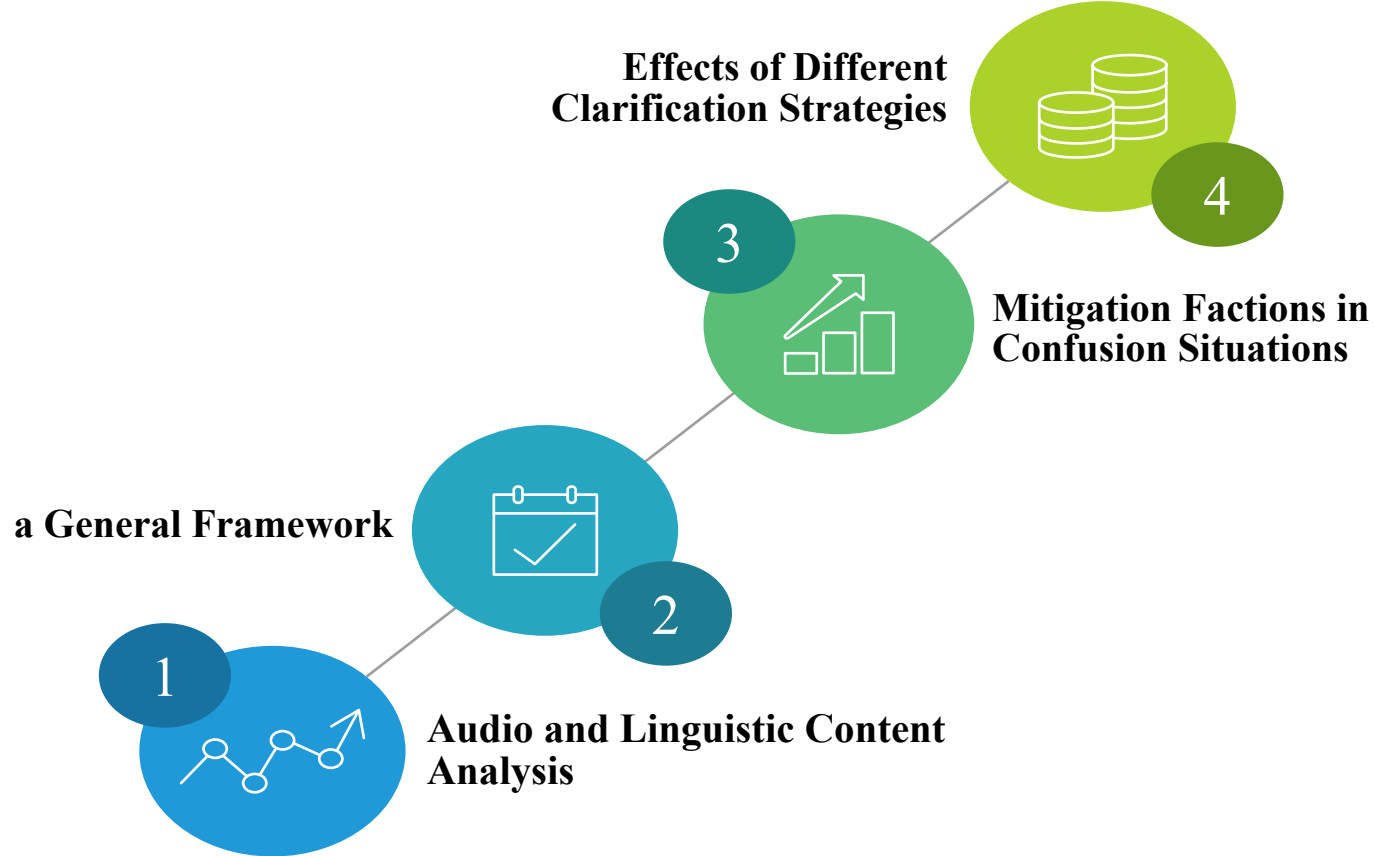 Effects of Different
Clarification Strategies
4
3
Mitigation Factions in
Confusion Situations
a General Framework
2
1
Audio and Linguistic Content
Analysis